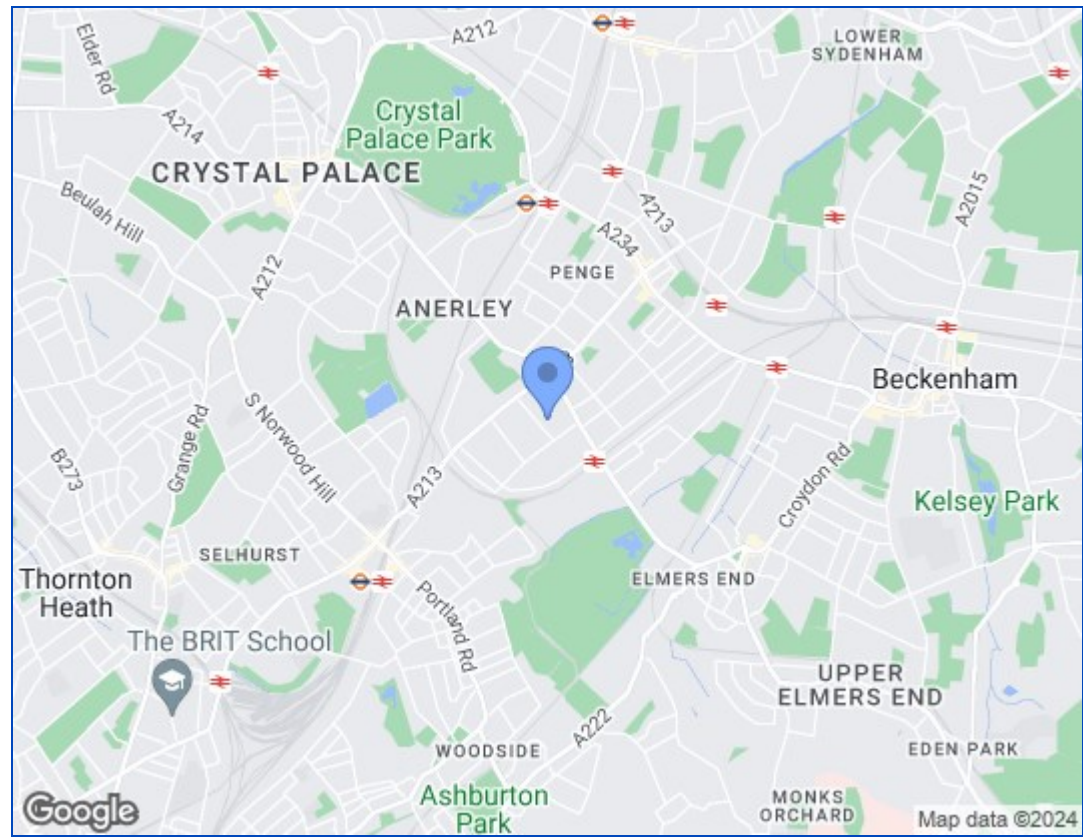 Elder Rd
A212
LOWER
SYDENHAM
A214
Crystal
Palace Park
CRYSTAL PALACE
Beulah Hill
A213
A2015
A234
A212
PENGE
ANERLEY
Beckenham
Grange Rd
S Norwood Hill
B273
A213
Croydon Rd
Kelsey Park
SELHURST
Thornton
Heath
ELMERS END
Portland Rd
The BRIT School
UPPER
ELMERS END
A222
WOODSIDE
EDEN PARK
Ashburton
Park
MONKS
ORCHARD
Google
Map data ©2024